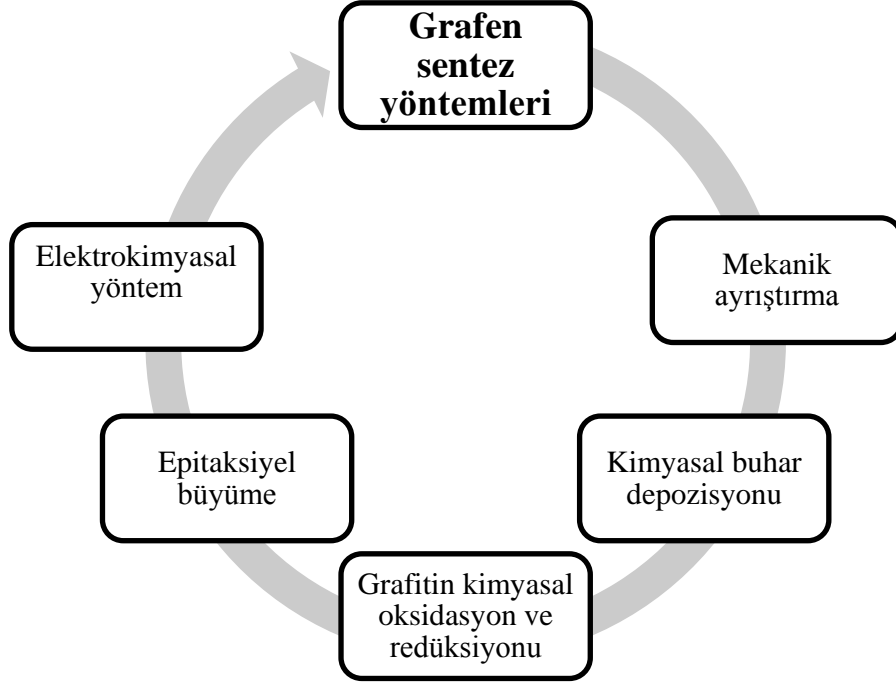 Grafen
sentez
yöntemleri
Mekanik
ayrıştırma
Kimyasal buhar
depozisyonu
Grafitin kimyasal
oksidasyon ve
redüksiyonu
Epitaksiyel
büyüme
Elektrokimyasal
yöntem